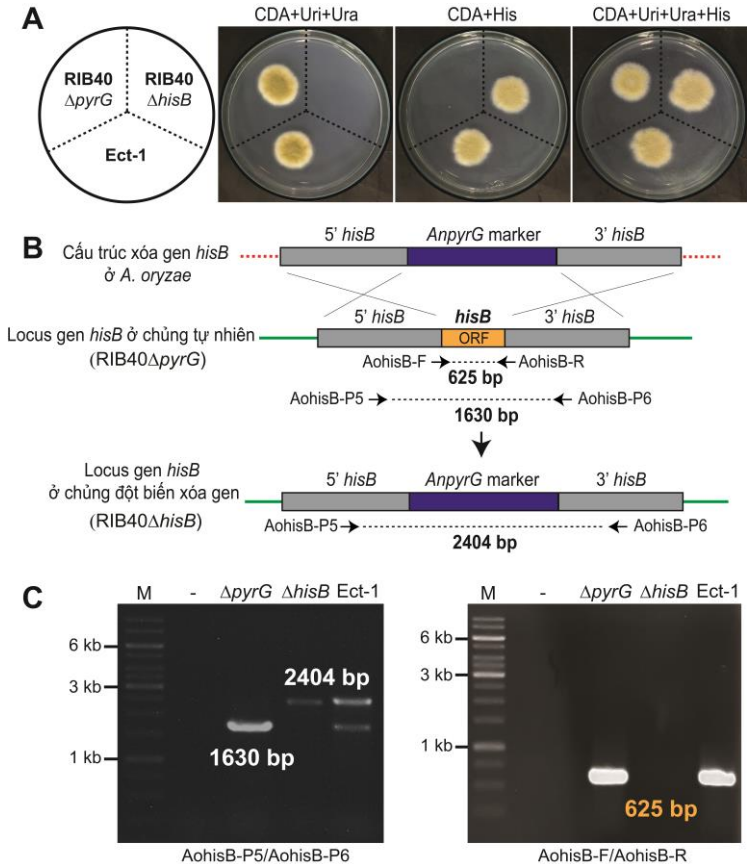 A
CDA+Uri+Ura
CDA+His
CDA+Uri+Ura+His
RIB40 RIB40
ΔpyrG ΔhisB
Ect-1
B
5' hisB AnpyrG marker 3' hisB
Cấu trúc xóa gen hisB
ở A. oryzae
hisB
5' hisB 3' hisB
ORF
Locus gen hisB ở chủng tự nhiên
(RIB40ΔpyrG)
AohisB-F AohisB-R
625 bp
AohisB-P5 AohisB-P6
1630 bp
Locus gen hisB
ở chủng đột biến xóa gen
(RIB40ΔhisB)
5' hisB AnpyrG marker 3' hisB
AohisB-P5 AohisB-P6
2404 bp
C
M - ΔpyrG ΔhisB Ect-1
6 kb
3 kb
1 kb
2404 bp
1630 bp
AohisB-P5/AohisB-P6
M - ΔpyrG ΔhisB Ect-1
6 kb
3 kb
1 kb
625 bp
AohisB-F/AohisB-R